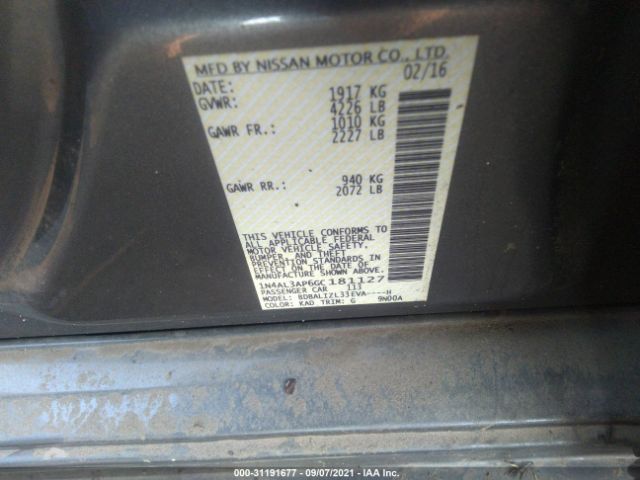 MFD BY NISSAN MOTOR CO., LTD.
DATE: 02/16
GVWR: 1917 KG
4226 LB
GAWR FR.: 1010 KG
2227 LB
GAWR RR.: 940 KG
2072 LB
THIS VEHICLE CONFORMS TO
ALL APPLICABLE FEDERAL
MOTOR VEHICLE SAFETY,
BUMPER, AND THEFT
PREVENTION STANDARDS IN
EFFECT ON THE DATE OF
MANUFACTURE SHOWN ABOVE.
1N4AL3AP6GC181127
PASSENGER CAR 113
MODEL: BDBALIZL33EVA----H
COLOR: KAD TRIM: G 9N00A
000-31191677 - 09/07/2021 - IAA Inc.